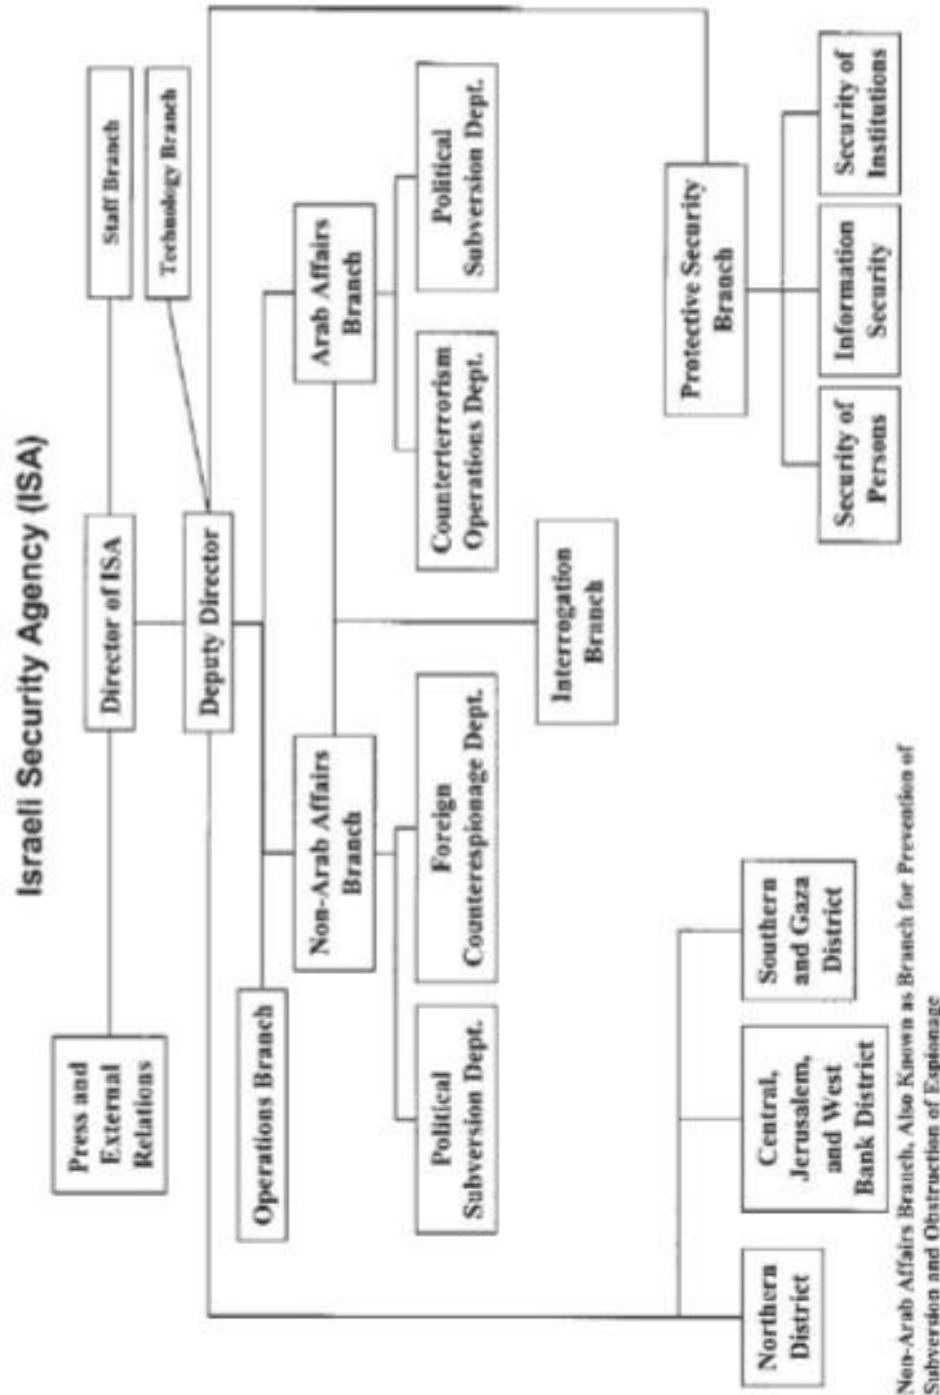 Israeli Security Agency (ISA)
Press and
External
Relations
Director of ISA
Staff Branch
Technology Branch
Deputy Director
Operations Branch
Non-Arab Affairs
Branch
Arab Affairs
Branch
Political
Subversion Dept.
Foreign
Counterespionage Dept.
Counterterrorism
Operations Dept.
Political
Subversion Dept.
Interrogation
Branch
Protective Security
Branch
Northern
District
Central,
Jerusalem,
and West
Bank District
Southern
and Gaza
District
Security of
Persons
Information
Security
Security of
Institutions
Non-Arab Affairs Branch, Also Known as Branch for Prevention of
Subversion and Obstruction of Espionage